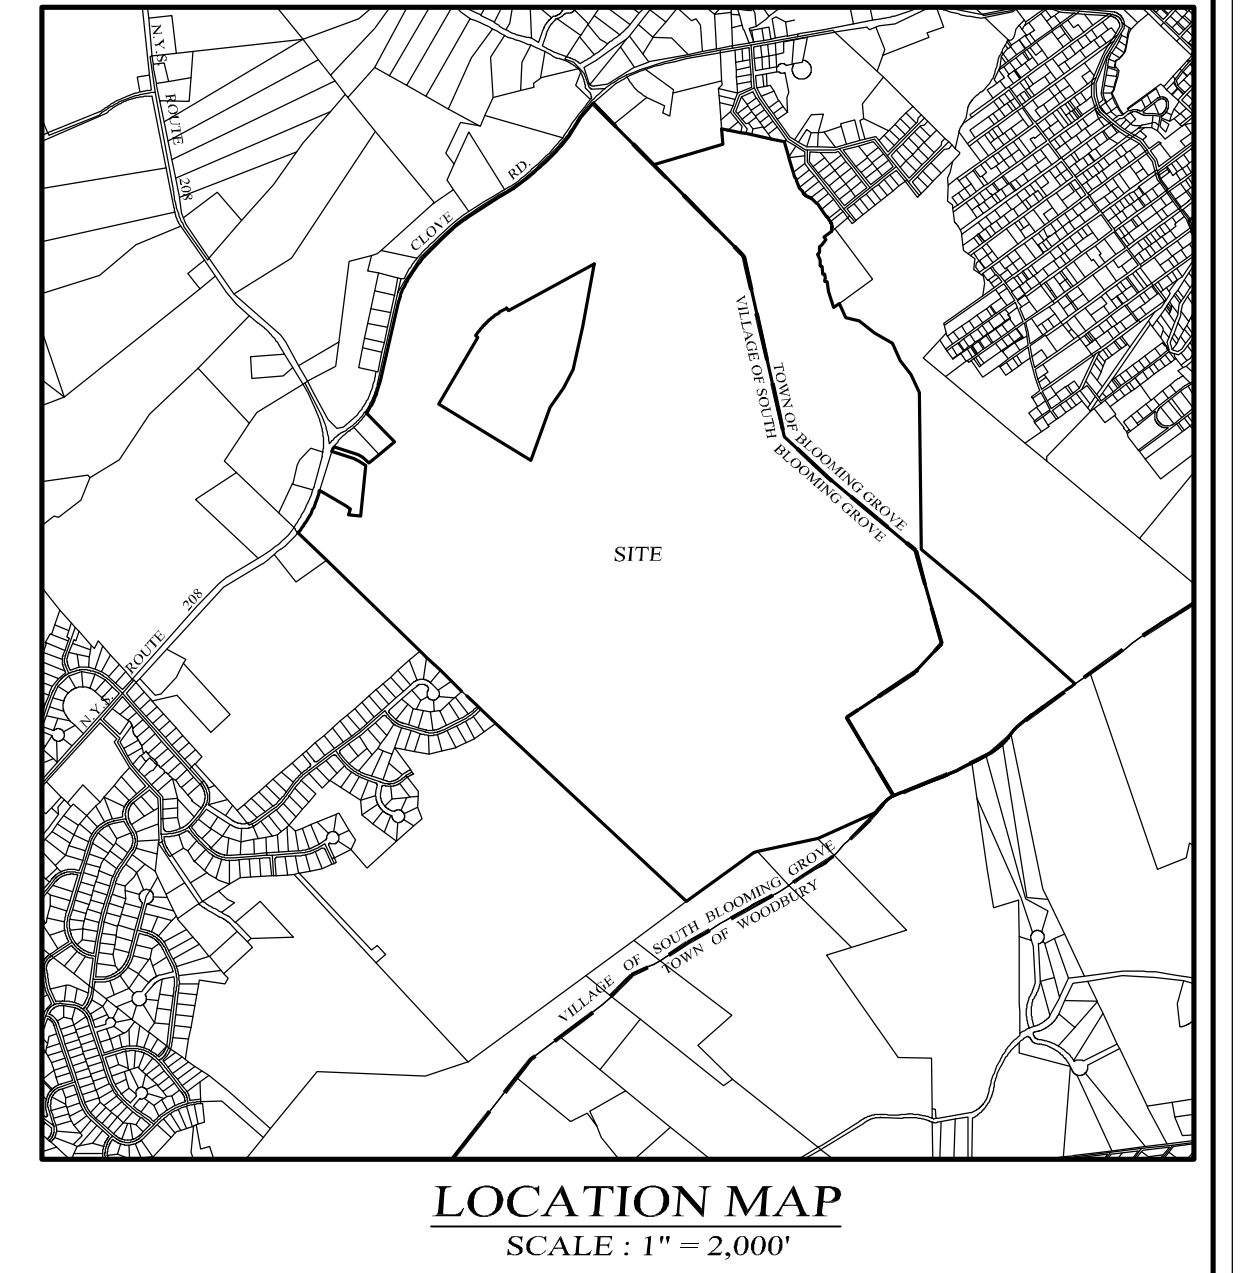 N.Y.S. ROUTE 208
CLOVE RD.
VILLAGE OF SOUTH BLOOMING GROVE
TOWN OF BLOOMING GROVE
SITE
N.Y.S. ROUTE 208
VILLAGE OF SOUTH BLOOMING GROVE
TOWN OF WOODBURY
LOCATION MAP
SCALE : 1" = 2,000'